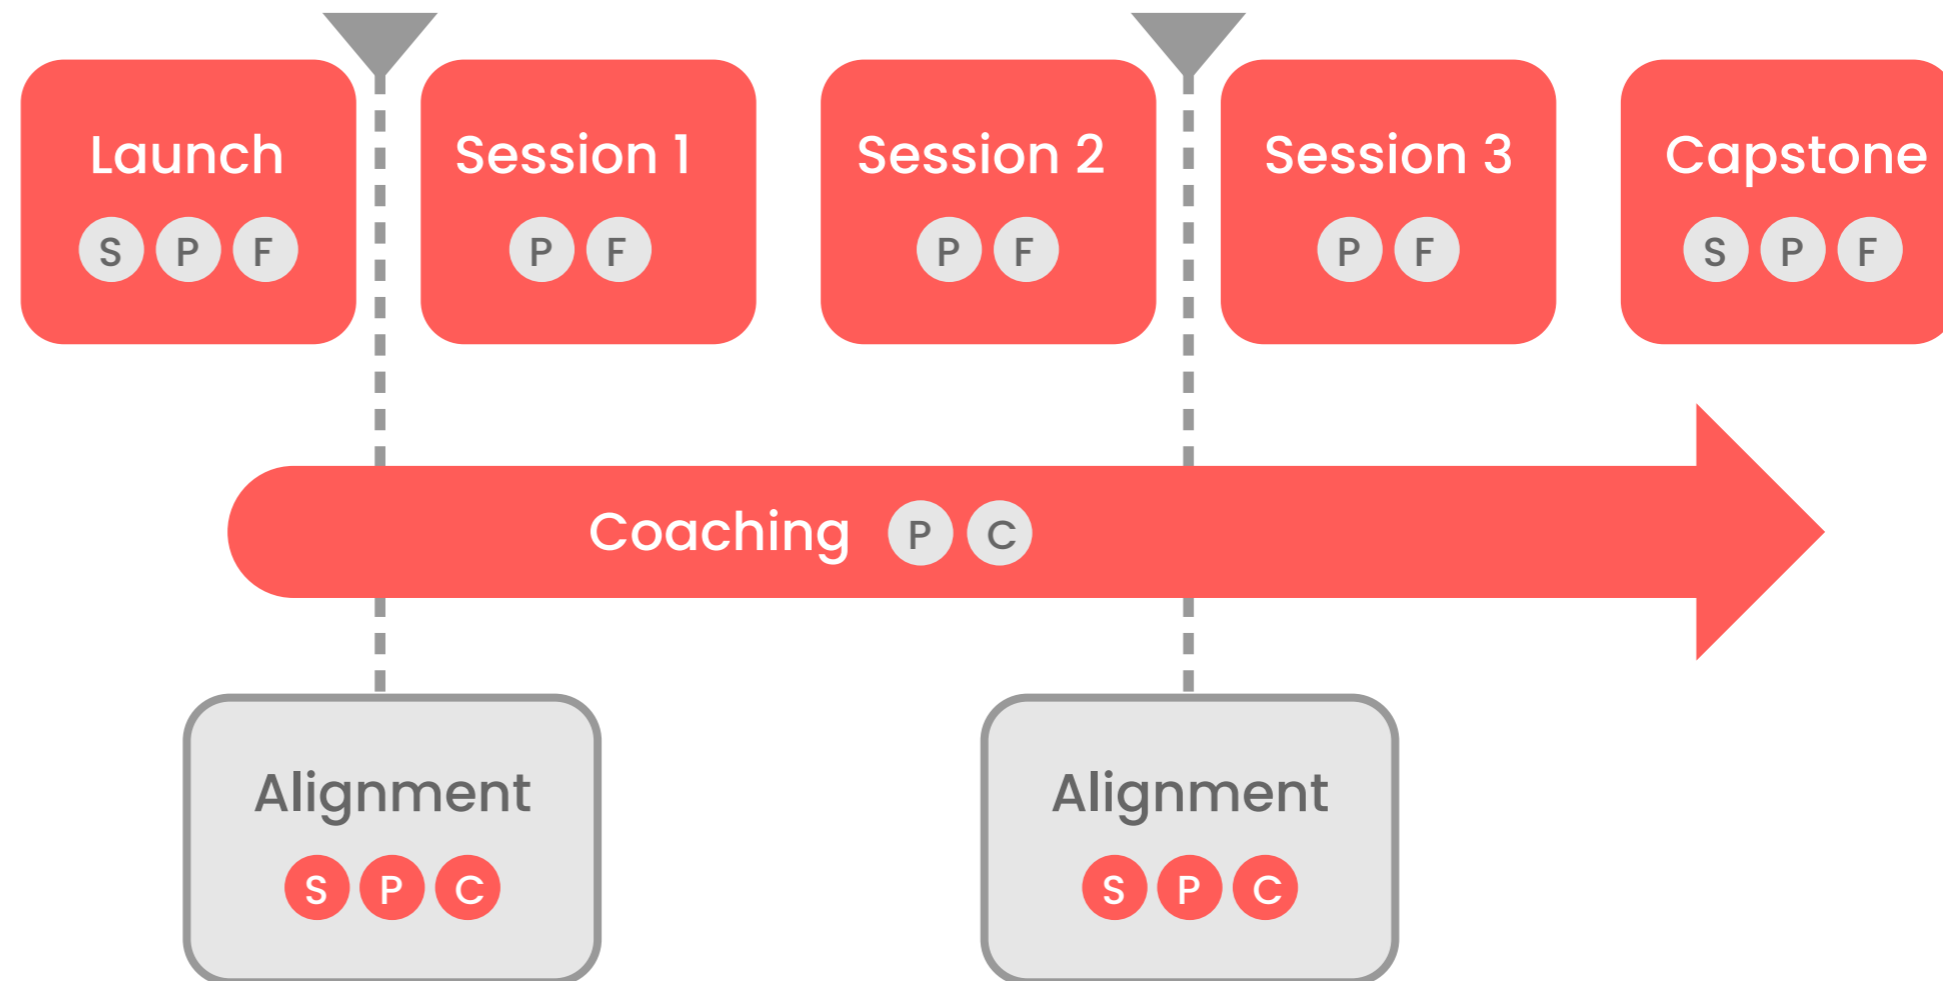 Launch
S P F
Session 1
P F
Session 2
P F
Session 3
P F
Capstone
S P F
Coaching P C
Alignment
S P C
Alignment
S P C